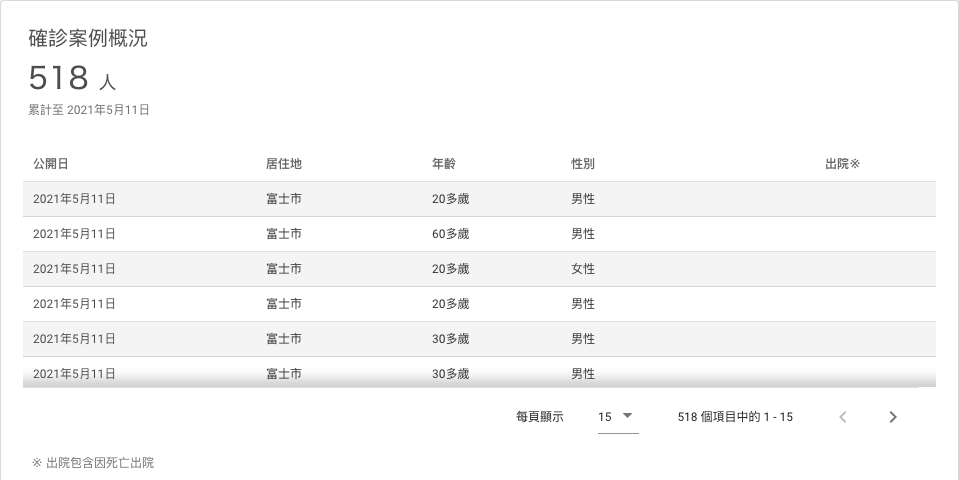 確診案例概況
518 人
累計至 2021年5月11日
公開日 居住地 年齡 性別 出院※
2021年5月11日 富士市 20多歲 男性
2021年5月11日 富士市 60多歲 男性
2021年5月11日 富士市 20多歲 女性
2021年5月11日 富士市 20多歲 男性
2021年5月11日 富士市 30多歲 男性
2021年5月11日 富士市 30多歲 男性
每頁顯示 15 518 個項目中的 1 - 15
※ 出院包含因死亡出院